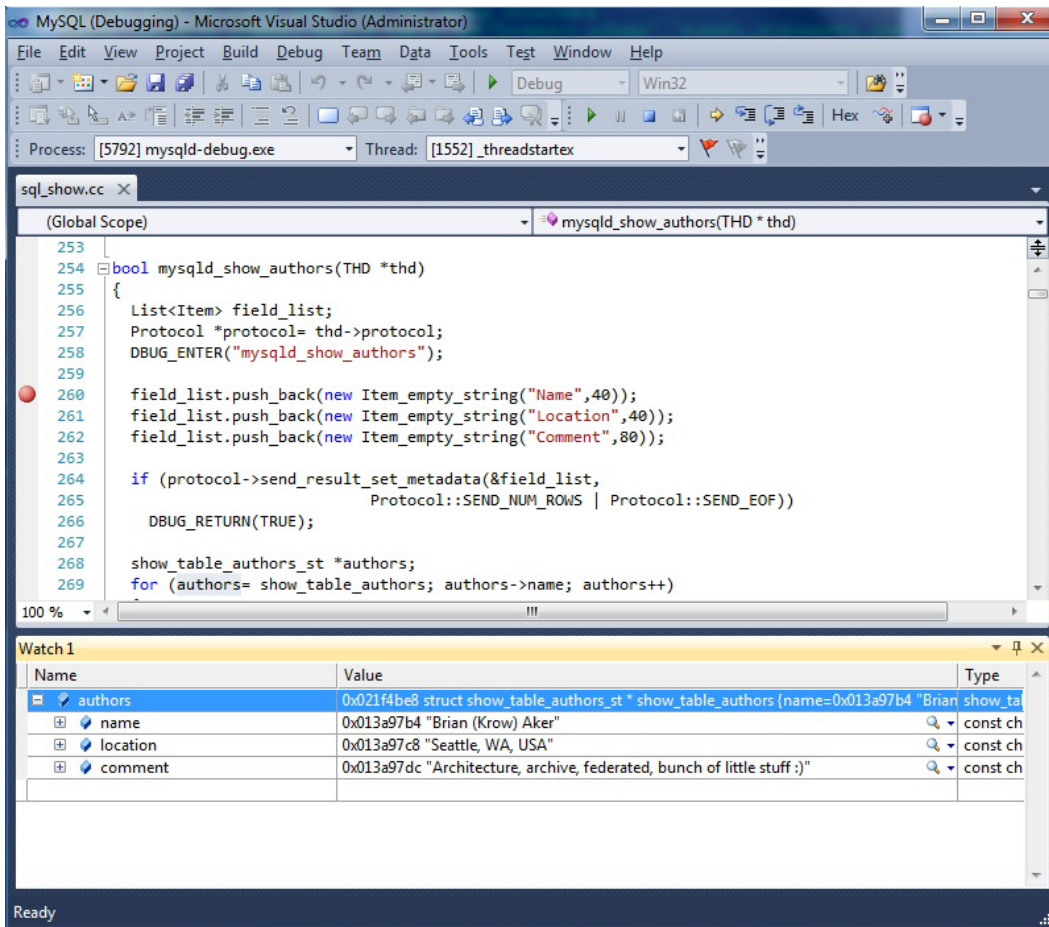 MySQL (Debugging) - Microsoft Visual Studio (Administrator)
File Edit View Project Build Debug Team Data Tools Test Window Help
Debug Win32
Hex
Process: [5792] mysqld-debug.exe Thread: [1552] _threadstartex
sql_show.cc
(Global Scope) mysqld_show_authors(THD * thd)
253
254 bool mysqld_show_authors(THD *thd)
255 {
256 List<Item> field_list;
257 Protocol *protocol= thd->protocol;
258 DBUG_ENTER("mysqld_show_authors");
259
260 field_list.push_back(new Item_empty_string("Name",40));
261 field_list.push_back(new Item_empty_string("Location",40));
262 field_list.push_back(new Item_empty_string("Comment",80));
263
264 if (protocol->send_result_set_metadata(&field_list,
265 Protocol::SEND_NUM_ROWS | Protocol::SEND_EOF))
266 DBUG_RETURN(TRUE);
267
268 show_table_authors_st *authors;
269 for (authors= show_table_authors; authors->name; authors++)
100 %
Watch 1
Name Value Type
authors 0x021f4be8 struct show_table_authors_st * show_table_authors {name=0x013a97b4 "Brian show_tal
name 0x013a97b4 "Brian (Krow) Aker" const ch
location 0x013a97c8 "Seattle, WA, USA" const ch
comment 0x013a97dc "Architecture, archive, federated, bunch of little stuff :)" const ch
Ready